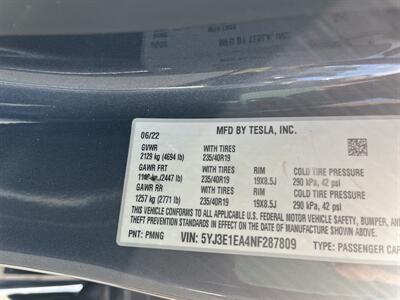 MFD BY TESLA, INC.
06/22
GVWR WITH TIRES
2129 kg (4694 lb) 235/40R19
GAWR FRT WITH TIRES RIM COLD TIRE PRESSURE
(2447 lb) 235/40R19 19X8.5J 290 kPa, 42 psi
GAWR RR WITH TIRES RIM COLD TIRE PRESSURE
1257 kg (2771 lb) 235/40R19 19X8.5J 290 kPa, 42 psi
THIS VEHICLE CONFORMS TO ALL APPLICABLE U.S. FEDERAL MOTOR VEHICLE SAFETY, BUMPER, AND
THEFT PREVENTION STANDARDS IN EFFECT ON THE DATE OF MANUFACTURE SHOWN ABOVE.
PNT: PMNG VIN: 5YJ3E1EA4NF287809 TYPE: PASSENGER CAR